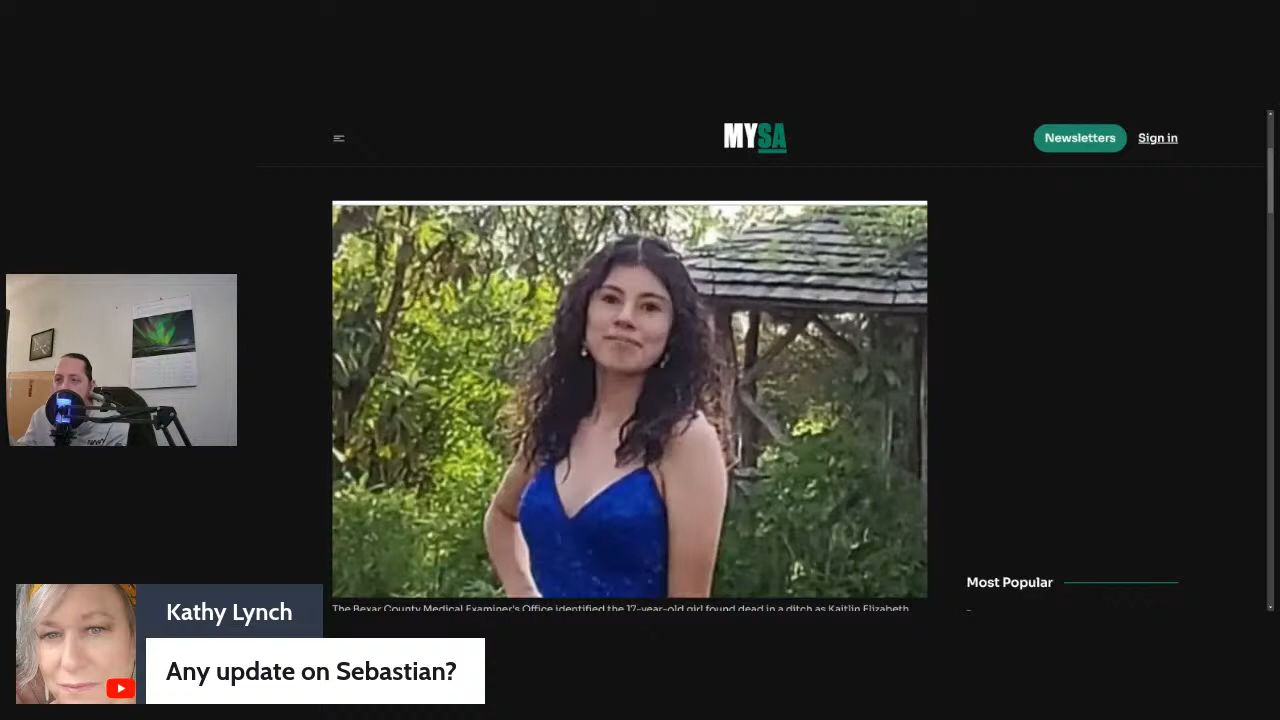 MYSA
Newsletters
Sign in
The Bexar County Medical Examiner's Office identified the 17-year-old girl found dead in a ditch as Kaitlin Elizabeth
Most Popular
Kathy Lynch
Any update on Sebastian?